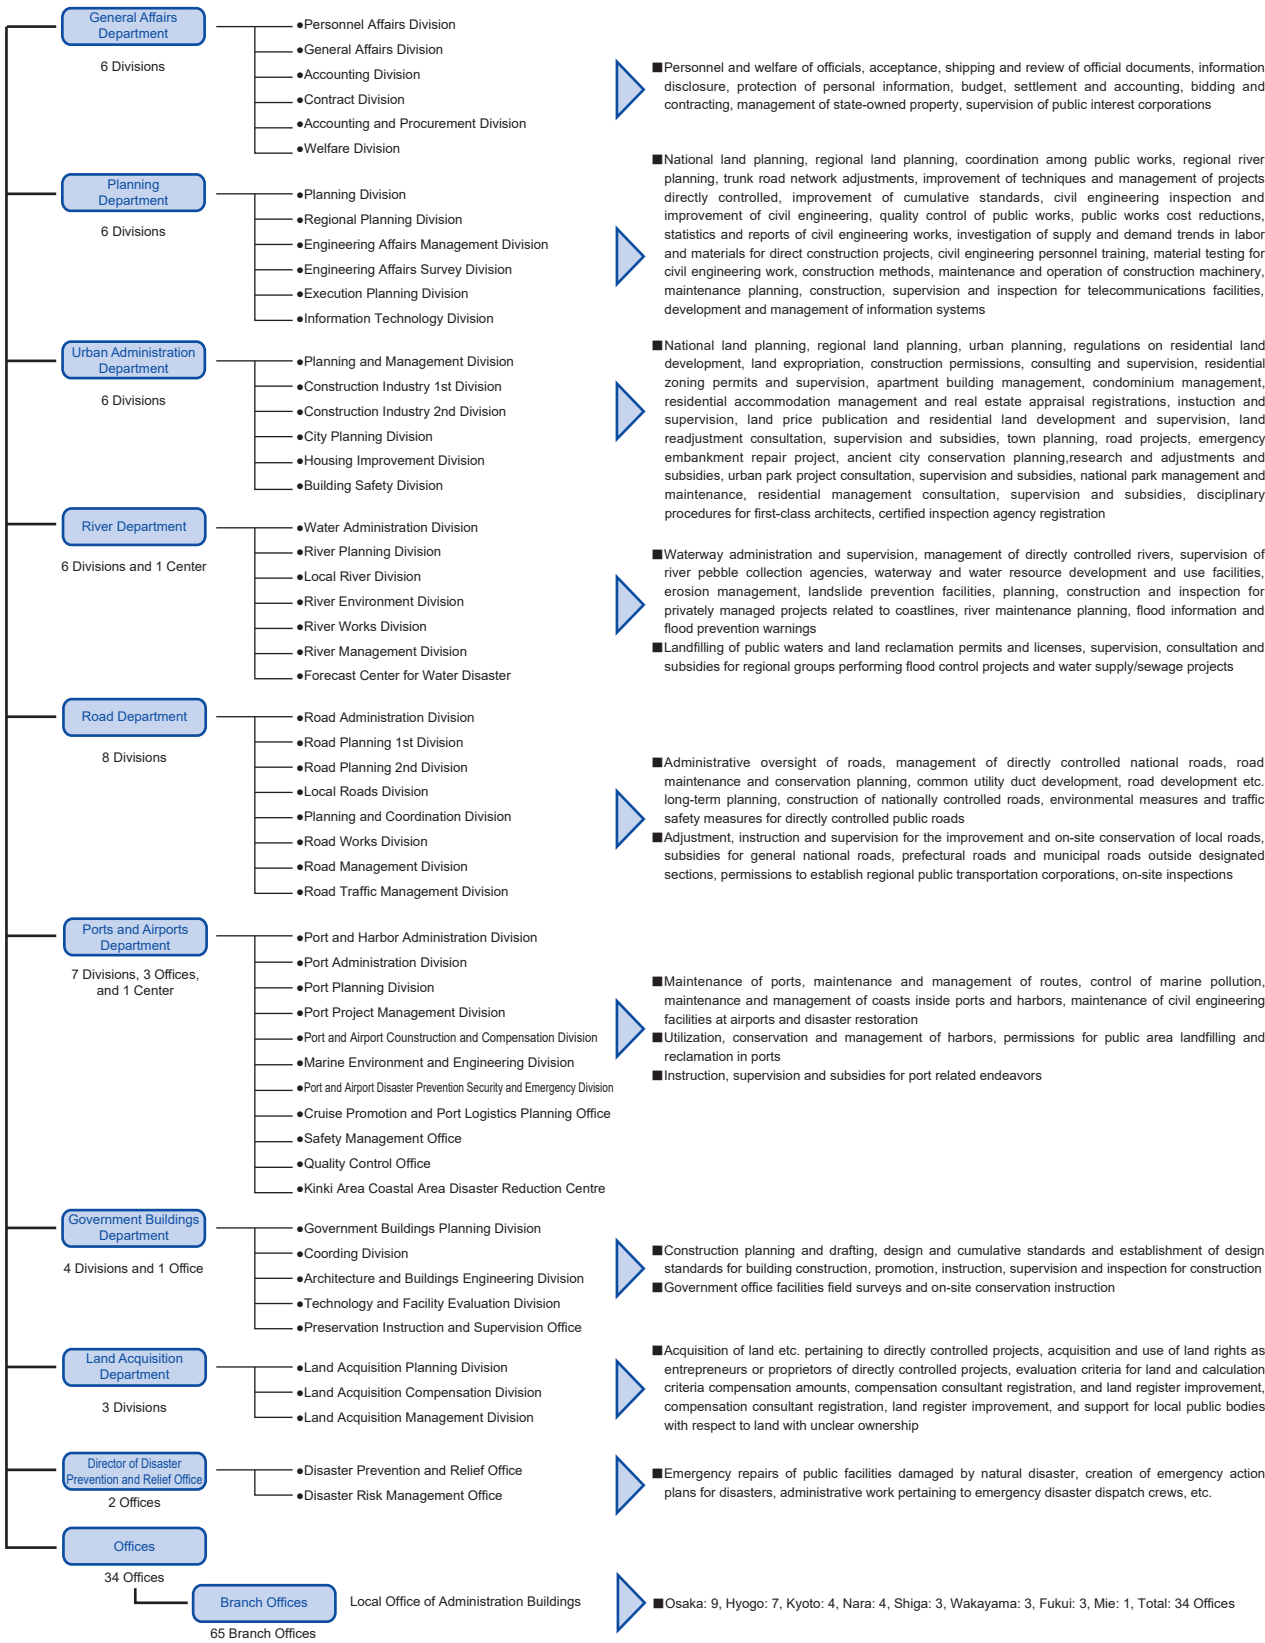 General Affairs
Department
6 Divisions
●Personnel Affairs Division
●General Affairs Division
●Accounting Division
●Contract Division
●Accounting and Procurement Division
●Welfare Division
■Personnel and welfare of officials, acceptance, shipping and review of official documents, information
disclosure, protection of personal information, budget, settlement and accounting, bidding and
contracting, management of state-owned property, supervision of public interest corporations
Planning
Department
6 Divisions
●Planning Division
●Regional Planning Division
●Engineering Affairs Management Division
●Engineering Affairs Survey Division
●Execution Planning Division
●Information Technology Division
■National land planning, regional land planning, coordination among public works, regional river
planning, trunk road network adjustments, improvement of techniques and management of projects
directly controlled, improvement of cumulative standards, civil engineering inspection and
improvement of civil engineering, quality control of public works, public works cost reductions,
statistics and reports of civil engineering works, investigation of supply and demand trends in labor
and materials for direct construction projects, civil engineering personnel training, material testing for
civil engineering work, construction methods, maintenance and operation of construction machinery,
maintenance planning, construction, supervision and inspection for telecommunications facilities,
development and management of information systems
Urban Administration
Department
6 Divisions
●Planning and Management Division
●Construction Industry 1st Division
●Construction Industry 2nd Division
●City Planning Division
●Housing Improvement Division
●Building Safety Division
■National land planning, regional land planning, urban planning, regulations on residential land
development, land expropriation, construction permissions, consulting and supervision, residential
zoning permits and supervision, apartment building management, condominium management,
residential accommodation management and real estate appraisal registrations, instuction and
supervision, land price publication and residential land development and supervision, land
readjustment consultation, supervision and subsidies, town planning, road projects, emergency
embankment repair project, ancient city conservation planning,research and adjustments and
subsidies, urban park project consultation, supervision and subsidies, national park management and
maintenance, residential management consultation, supervision and subsidies, disciplinary
procedures for first-class architects, certified inspection agency registration
River Department
6 Divisions and 1 Center
●Water Administration Division
●River Planning Division
●Local River Division
●River Environment Division
●River Works Division
●River Management Division
●Forecast Center for Water Disaster
■Waterway administration and supervision, management of directly controlled rivers, supervision of
river pebble collection agencies, waterway and water resource development and use facilities,
erosion management, landslide prevention facilities, planning, construction and inspection for
privately managed projects related to coastlines, river maintenance planning, flood information and
flood prevention warnings
■Landfilling of public waters and land reclamation permits and licenses, supervision, consultation and
subsidies for regional groups performing flood control projects and water supply/sewage projects
Road Department
8 Divisions
●Road Administration Division
●Road Planning 1st Division
●Road Planning 2nd Division
●Local Roads Division
●Planning and Coordination Division
●Road Works Division
●Road Management Division
●Road Traffic Management Division
■Administrative oversight of roads, management of directly controlled national roads, road
maintenance and conservation planning, common utility duct development, road development etc.
long-term planning, construction of nationally controlled roads, environmental measures and traffic
safety measures for directly controlled public roads
■Adjustment, instruction and supervision for the improvement and on-site conservation of local roads,
subsidies for general national roads, prefectural roads and municipal roads outside designated
sections, permissions to establish regional public transportation corporations, on-site inspections
Ports and Airports
Department
7 Divisions, 3 Offices,
and 1 Center
●Port and Harbor Administration Division
●Port Administration Division
●Port Planning Division
●Port Project Management Division
●Port and Airport Counstruction and Compensation Division
●Marine Environment and Engineering Division
●Port and Airport Disaster Prevention Security and Emergency Division
●Cruise Promotion and Port Logistics Planning Office
●Safety Management Office
●Quality Control Office
●Kinki Area Coastal Area Disaster Reduction Centre
■Maintenance of ports, maintenance and management of routes, control of marine pollution,
maintenance and management of coasts inside ports and harbors, maintenance of civil engineering
facilities at airports and disaster restoration
■Utilization, conservation and management of harbors, permissions for public area landfilling and
reclamation in ports
■Instruction, supervision and subsidies for port related endeavors
Government Buildings
Department
4 Divisions and 1 Office
●Government Buildings Planning Division
●Coording Division
●Architecture and Buildings Engineering Division
●Technology and Facility Evaluation Division
●Preservation Instruction and Supervision Office
■Construction planning and drafting, design and cumulative standards and establishment of design
standards for building construction, promotion, instruction, supervision and inspection for construction
■Government office facilities field surveys and on-site conservation instruction
Land Acquisition
Department
3 Divisions
●Land Acquisition Planning Division
●Land Acquisition Compensation Division
●Land Acquisition Management Division
■Acquisition of land etc. pertaining to directly controlled projects, acquisition and use of land rights as
entrepreneurs or proprietors of directly controlled projects, evaluation criteria for land and calculation
criteria compensation amounts, compensation consultant registration, and land register improvement,
compensation consultant registration, land register improvement, and support for local public bodies
with respect to land with unclear ownership
Director of Disaster
Prevention and Relief Office
2 Offices
●Disaster Prevention and Relief Office
●Disaster Risk Management Office
■Emergency repairs of public facilities damaged by natural disaster, creation of emergency action
plans for disasters, administrative work pertaining to emergency disaster dispatch crews, etc.
Offices
34 Offices
Branch Offices
65 Branch Offices
Local Office of Administration Buildings
■Osaka: 9, Hyogo: 7, Kyoto: 4, Nara: 4, Shiga: 3, Wakayama: 3, Fukui: 3, Mie: 1, Total: 34 Offices